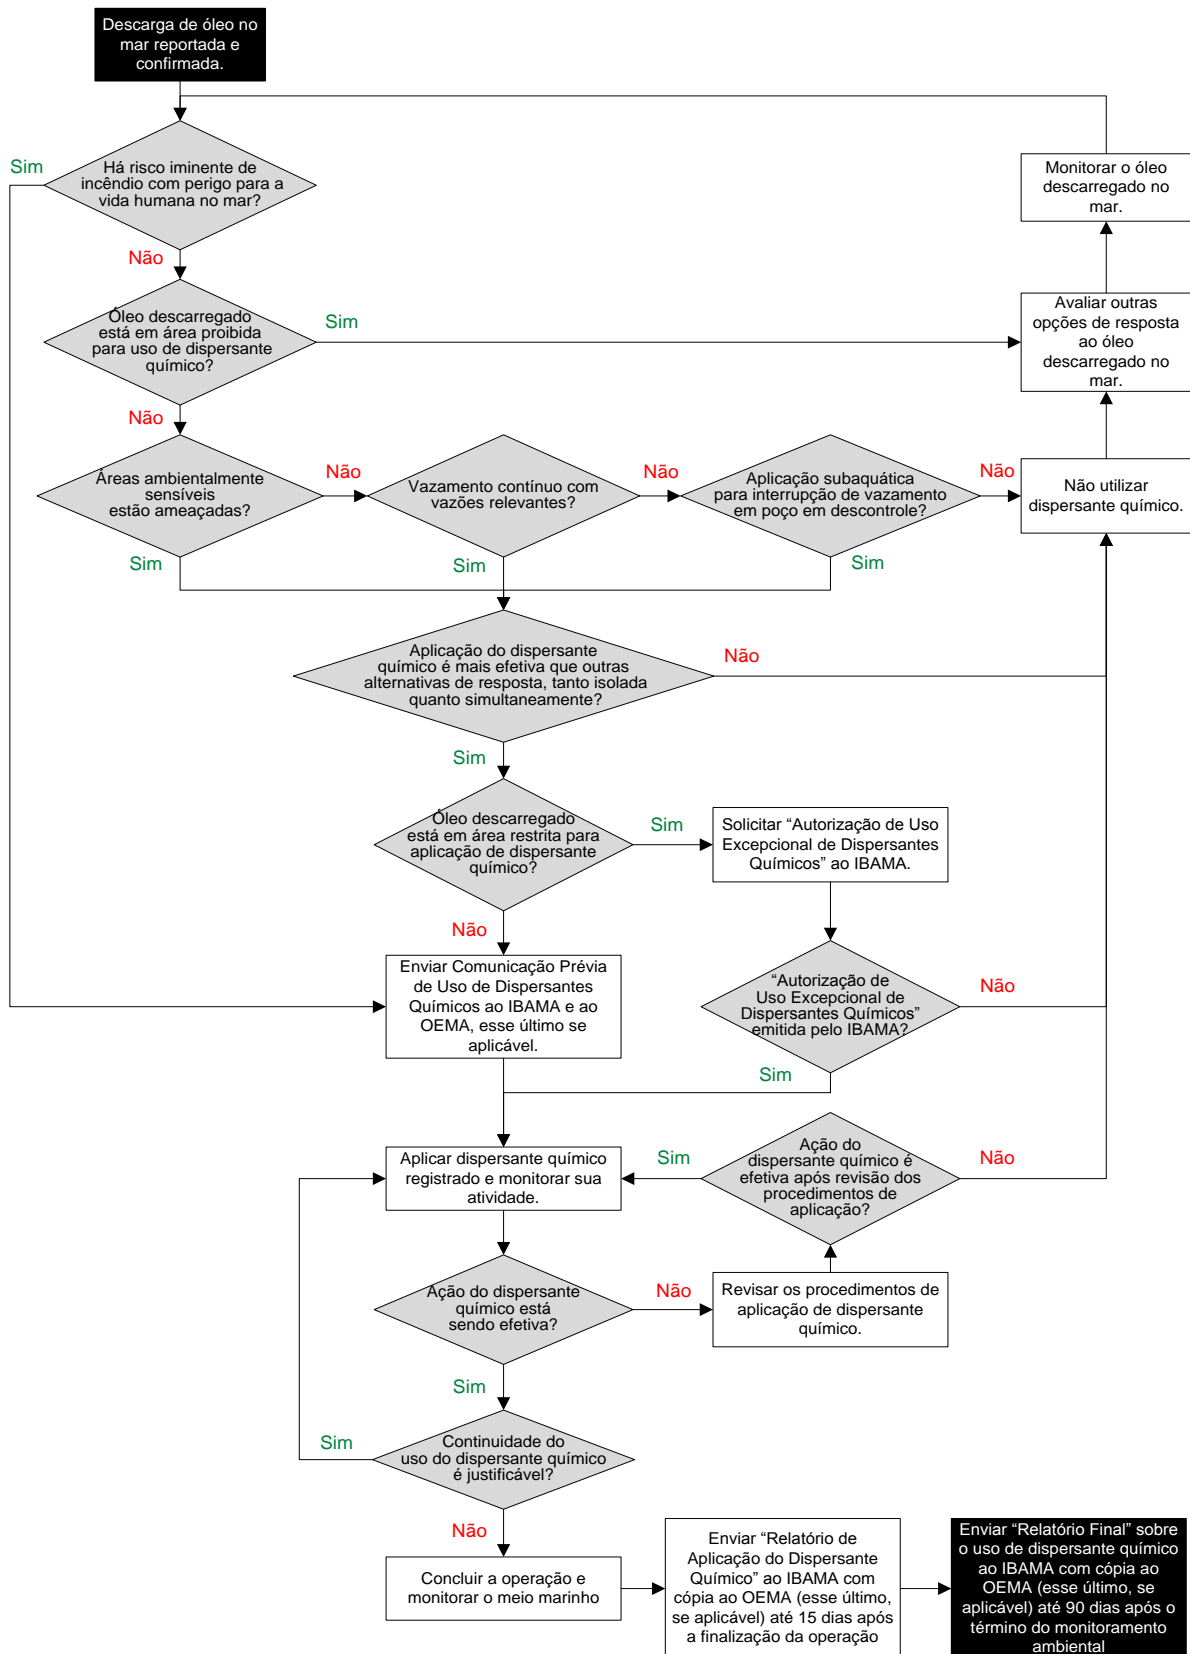 Descarga de óleo no
mar reportada e
confirmada.
Sim
Há risco iminente de
incêndio com perigo para a
vida humana no mar?
Monitorar o óleo
descarregado no
mar.
Não
Óleo descarregado
está em área proibida
para uso de dispersante
químico?
Sim
Avaliar outras
opções de resposta
ao óleo
descarregado no
mar.
Não
Áreas ambientalmente
sensíveis
estão ameaçadas?
Não
Vazamento contínuo com
vazões relevantes?
Não
Aplicação subaquática
para interrupção de vazamento
em poço em descontrole?
Não
Não utilizar
dispersante químico.
Sim
Sim
Sim
Aplicação do dispersante
químico é mais efetiva que outras
alternativas de resposta, tanto isolada
quanto simultaneamente?
Não
Sim
Óleo descarregado
está em área restrita para
aplicação de dispersante
químico?
Sim
Solicitar “Autorização de Uso
Excepcional de Dispersantes
Químicos” ao IBAMA.
Não
Enviar Comunicação Prévia
de Uso de Dispersantes
Químicos ao IBAMA e ao
OEMA, esse último se
aplicável.
“Autorização de
Uso Excepcional de
Dispersantes Químicos”
emitida pelo IBAMA?
Não
Sim
Aplicar dispersante químico
registrado e monitorar sua
atividade.
Sim
Ação do
dispersante químico é
efetiva após revisão dos
procedimentos de
aplicação?
Não
Ação do dispersante
químico está
sendo efetiva?
Não
Revisar os procedimentos de
aplicação de dispersante
químico.
Sim
Sim
Continuidade do
uso do dispersante químico
é justificável?
Não
Concluir a operação e
monitorar o meio marinho
Enviar “Relatório de
Aplicação do Dispersante
Químico” ao IBAMA com
cópia ao OEMA (esse último,
se aplicável) até 15 dias após
a finalização da operação
Enviar “Relatório Final” sobre
o uso de dispersante químico
ao IBAMA com cópia ao
OEMA (esse último, se
aplicável) até 90 dias após o
término do monitoramento
ambiental